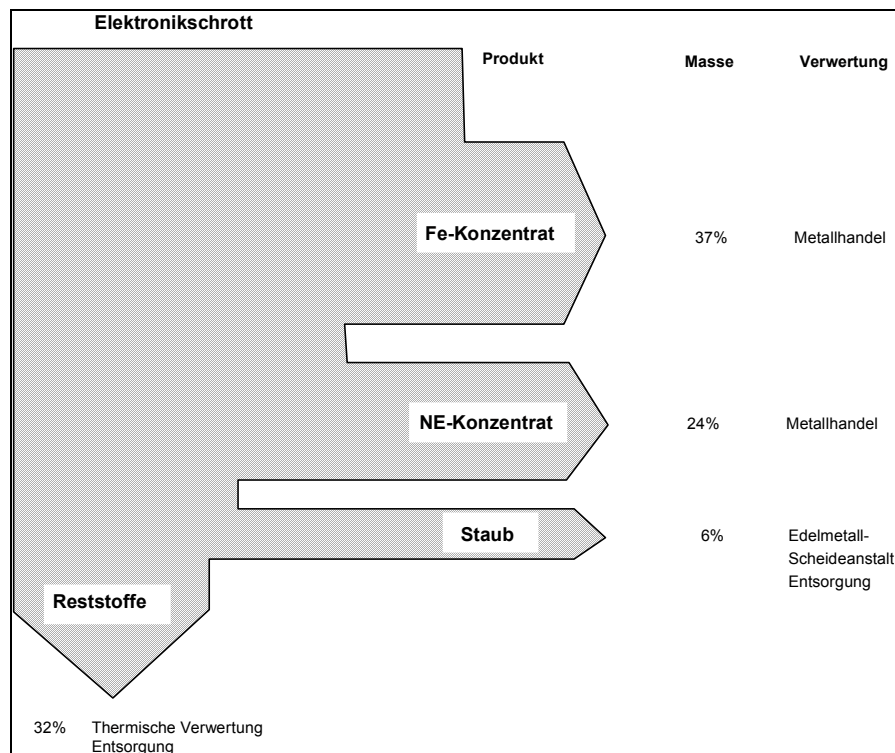 Elektronikschrott
Produkt Masse Verwertung
Fe-Konzentrat 37% Metallhandel
NE-Konzentrat 24% Metallhandel
Staub 6% Edelmetall-
Scheideanstalt
Entsorgung
Reststoffe
32% Thermische Verwertung
Entsorgung